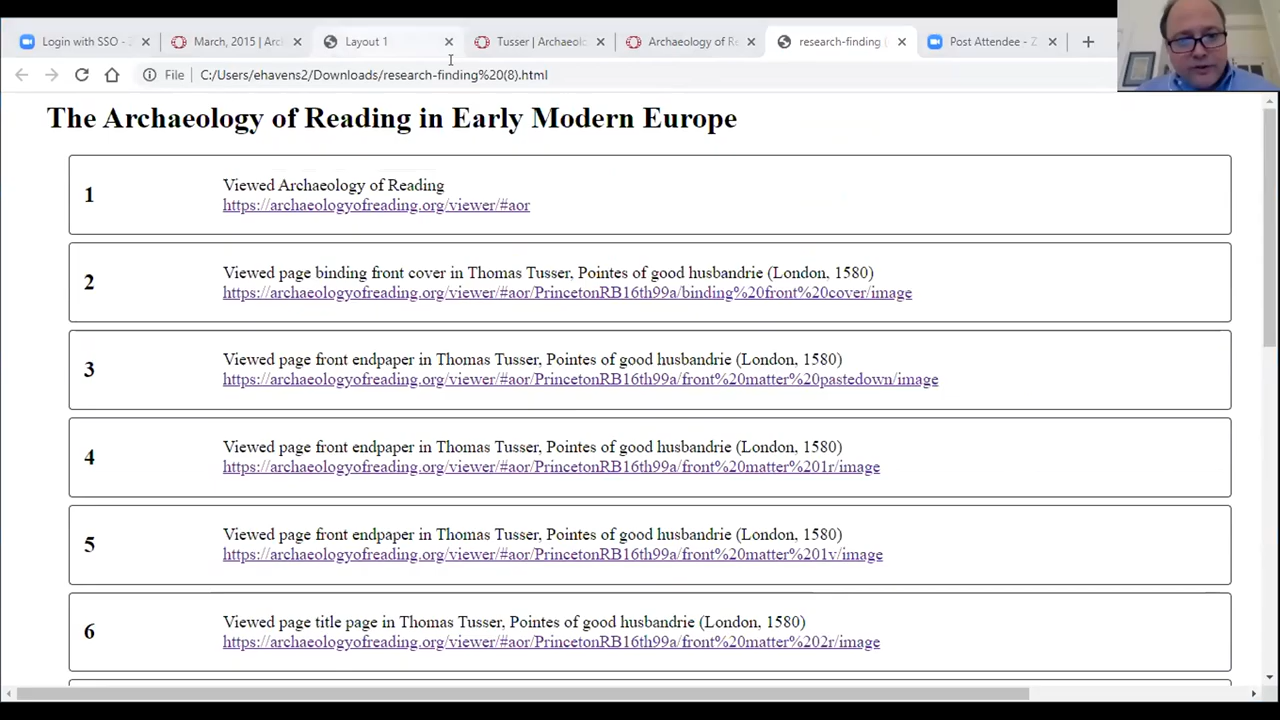 Login with SSO -
March, 2015 | Arc
Layout 1
Tusser | Archaeolo
Archaeology of R
research-finding (
Post Attendee - Z
File
C:/Users/ehavens2/Downloads/research-finding%20(8).html
The Archaeology of Reading in Early Modern Europe
1
Viewed Archaeology of Reading
https://archaeologyofreading.org/viewer/#aor
2
Viewed page binding front cover in Thomas Tusser, Pointes of good husbandrie (London, 1580)
https://archaeologyofreading.org/viewer/#aor/PrincetonRB16th99a/binding%20front%20cover/image
3
Viewed page front endpaper in Thomas Tusser, Pointes of good husbandrie (London, 1580)
https://archaeologyofreading.org/viewer/#aor/PrincetonRB16th99a/front%20matter%20pastedown/image
4
Viewed page front endpaper in Thomas Tusser, Pointes of good husbandrie (London, 1580)
https://archaeologyofreading.org/viewer/#aor/PrincetonRB16th99a/front%20matter%201r/image
5
Viewed page front endpaper in Thomas Tusser, Pointes of good husbandrie (London, 1580)
https://archaeologyofreading.org/viewer/#aor/PrincetonRB16th99a/front%20matter%201v/image
6
Viewed page title page in Thomas Tusser, Pointes of good husbandrie (London, 1580)
https://archaeologyofreading.org/viewer/#aor/PrincetonRB16th99a/front%20matter%202r/image